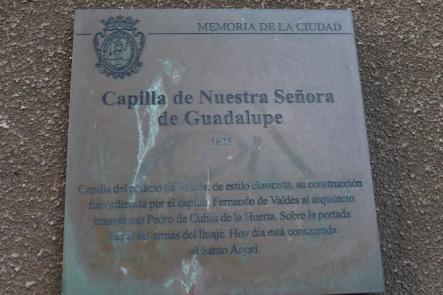 MEMORIA DE LA CIUDAD
Capilla de Nuestra Señora
de Guadalupe
1625
Capilla del palacio de Valdés, de estilo clasicista, su construcción
fue ordenada por el capitán Fernando de Valdés al arquitecto
trasmerano Pedro de Cubas de la Huerta. Sobre la portada
las armas del linaje. Hoy día está consagrada
al Santo Ángel